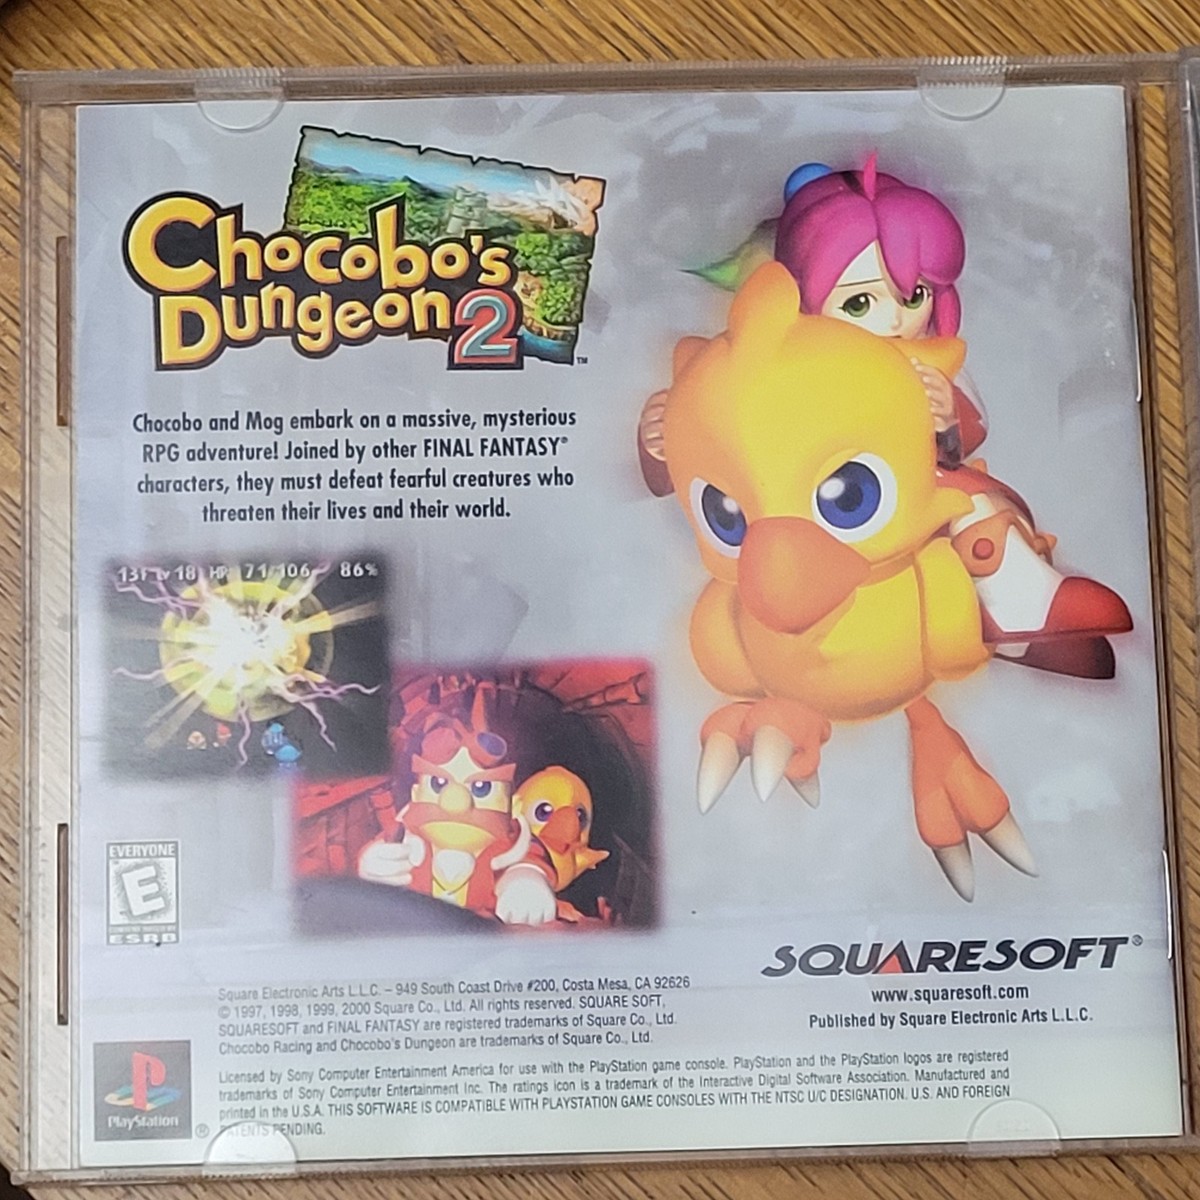 Chocobo's
Dungeon 2
™
Chocobo and Mog embark on a massive, mysterious
RPG adventure! Joined by other FINAL FANTASY®
characters, they must defeat fearful creatures who
threaten their lives and their world.
13F Lv 18 HP 71/106 86%
EVERYONE
E
ESRB
SQUARESOFT®
www.squaresoft.com
Published by Square Electronic Arts L.L.C.
Square Electronic Arts L.L.C. – 949 South Coast Drive #200, Costa Mesa, CA 92626
© 1997, 1998, 1999, 2000 Square Co., Ltd. All rights reserved. SQUARE SOFT,
SQUARESOFT and FINAL FANTASY are registered trademarks of Square Co., Ltd.
Chocobo Racing and Chocobo's Dungeon are trademarks of Square Co., Ltd.
Licensed by Sony Computer Entertainment America for use with the PlayStation game console. PlayStation and the PlayStation logos are registered
trademarks of Sony Computer Entertainment Inc. The ratings icon is a trademark of the Interactive Digital Software Association. Manufactured and
printed in the U.S.A. THIS SOFTWARE IS COMPATIBLE WITH PLAYSTATION GAME CONSOLES WITH THE NTSC U/C DESIGNATION. U.S. AND FOREIGN
PATENTS PENDING.
PlayStation
®